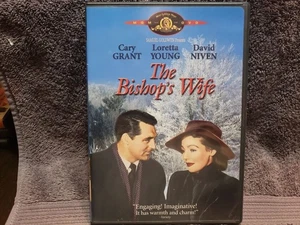 Cary Loretta David
GRANT YOUNG NIVEN
The
Bishop's Wife
"Engaging! Imaginative!
It has warmth and charm!"